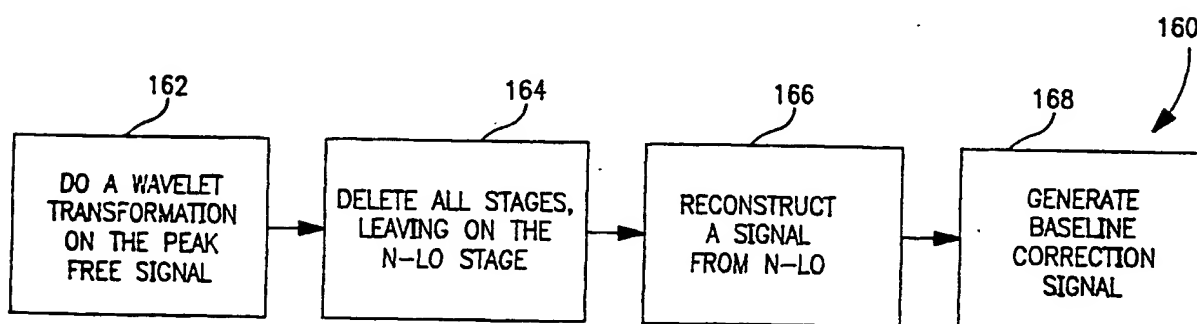 160
162
164
166
168
DO A WAVELET
TRANSFORMATION
ON THE PEAK
FREE SIGNAL
DELETE ALL STAGES,
LEAVING ON THE
N-LO STAGE
RECONSTRUCT
A SIGNAL
FROM N-LO
GENERATE
BASELINE
CORRECTION
SIGNAL